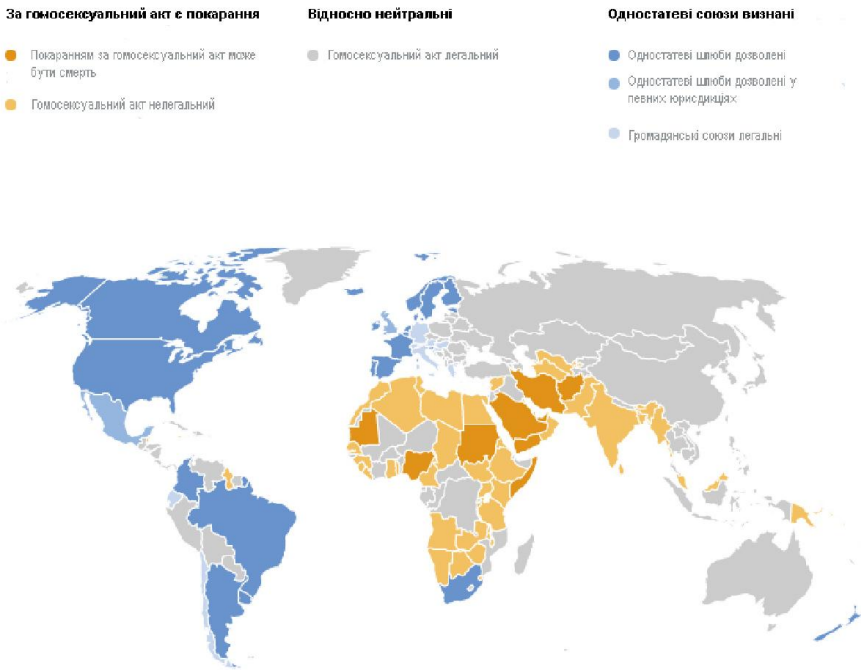 За гомосексуальний акт є покарання
Покаранням за гомосексуальний акт може
бути смерть
Гомосексуальний акт нелегальний
Відносно нейтральні
Гомосексуальний акт легальний
Одностатеві союзи визнані
Одностатеві шлюби дозволені
Одностатеві шлюби дозволені у
певних юрисдикціях
Громадянські союзи легальні